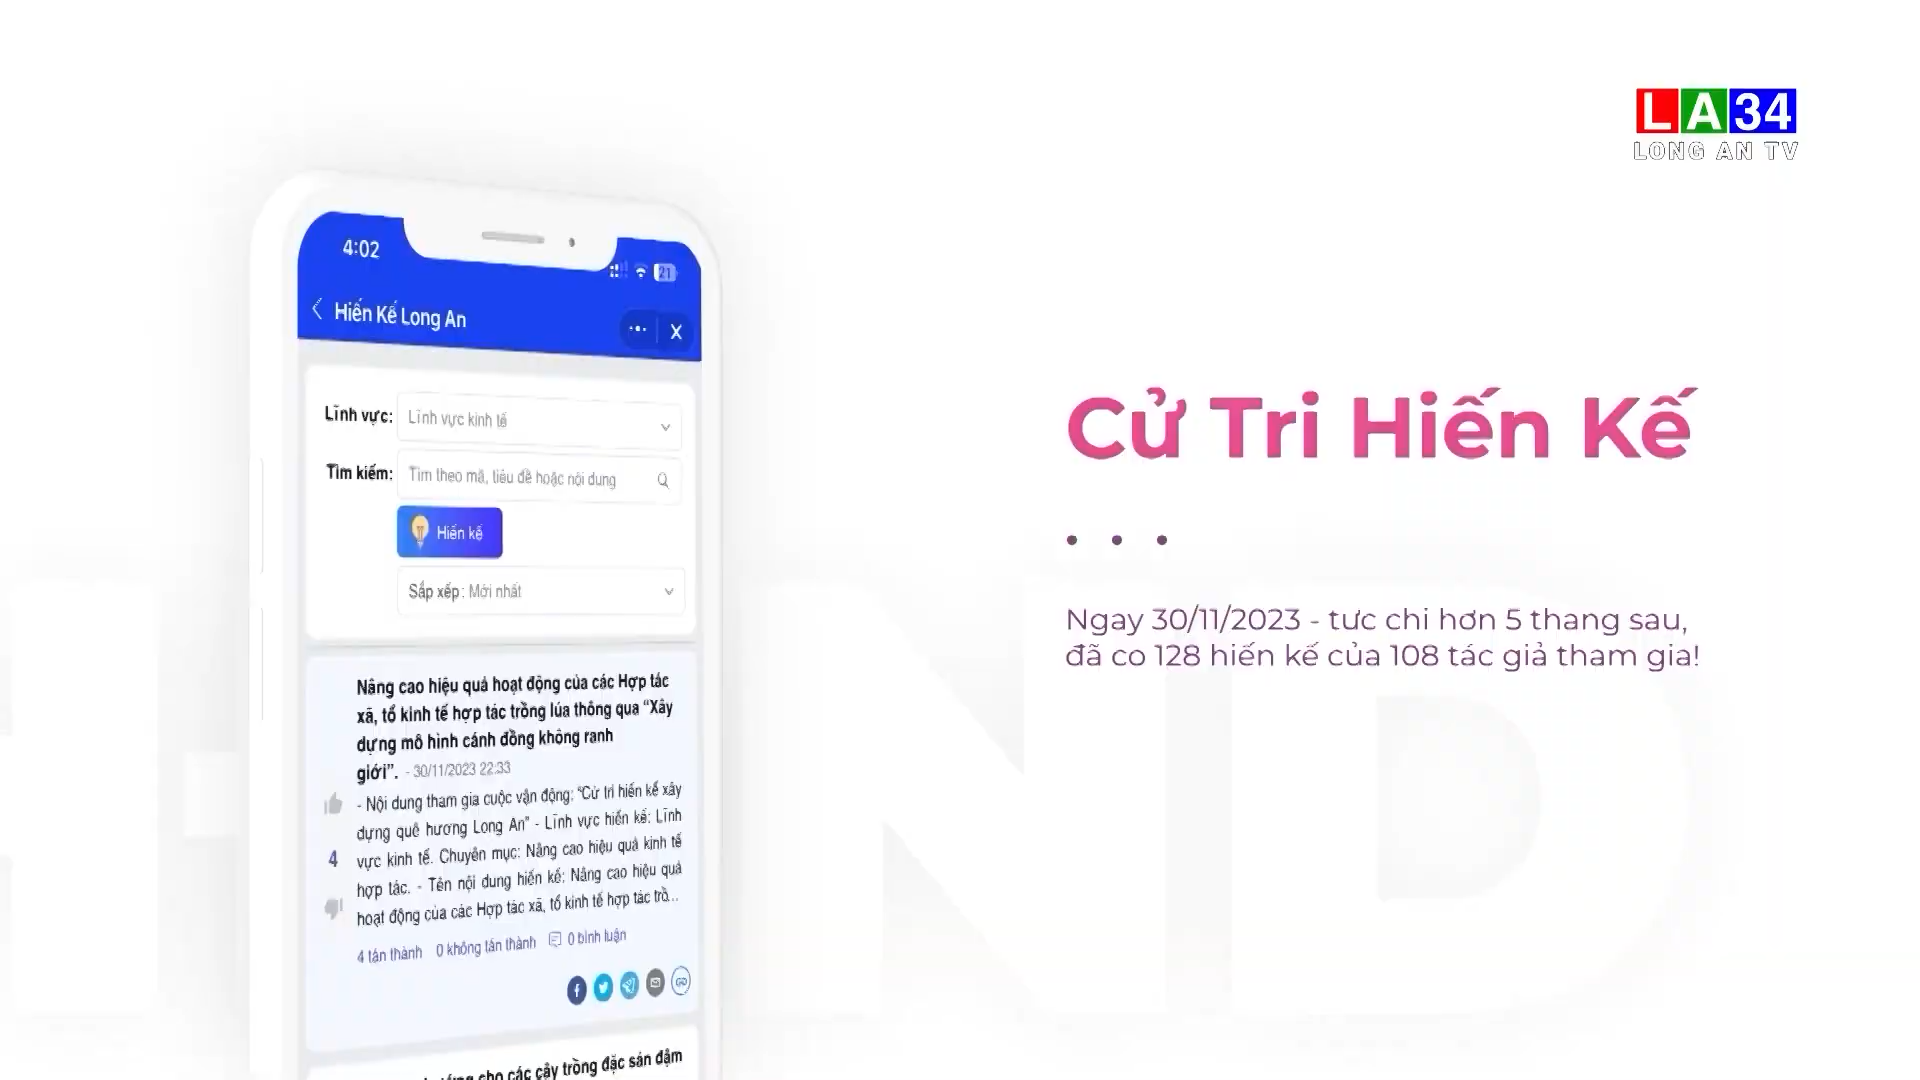 LA34
LONG AN TV
4:02
21
Hiến Kế Long An
Lĩnh vực: Lĩnh vực kinh tế
Tìm kiếm: Tìm theo mã, tiêu đề hoặc nội dung
Hiến kế
Sắp xếp: Mới nhất
Nâng cao hiệu quả hoạt động của các Hợp tác
xã, tổ kinh tế hợp tác trồng lúa thông qua “Xây
dựng mô hình cánh đồng không ranh
giới”. - 30/11/2023 22:33
- Nội dung tham gia cuộc vận động: “Cử tri hiến kế xây
dựng quê hương Long An” - Lĩnh vực hiến kế: Lĩnh
vực kinh tế. Chuyên mục: Nâng cao hiệu quả kinh tế
hợp tác. - Tên nội dung hiến kế: Nâng cao hiệu quả
hoạt động của các Hợp tác xã, tổ kinh tế hợp tác trồ...
4
4 tán thành 0 không tán thành 0 bình luận
cho các cây trồng đặc sản đậm
Cử Tri Hiến Kế
Ngay 30/11/2023 - tưc chi hơn 5 thang sau,
đã co 128 hiến kế của 108 tác giả tham gia!
H
ND